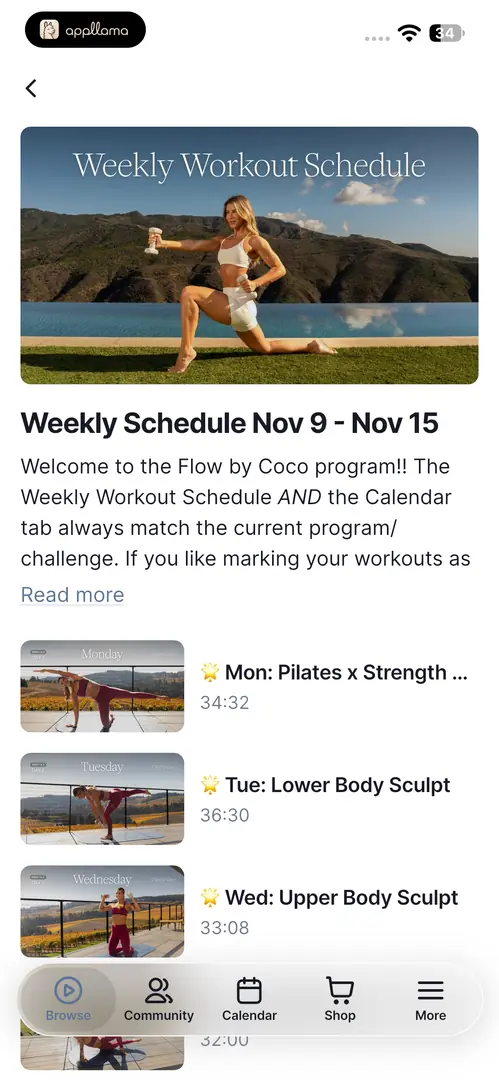 appllama
34
Weekly Workout Schedule
Weekly Schedule Nov 9 - Nov 15
Welcome to the Flow by Coco program!! The
Weekly Workout Schedule AND the Calendar
tab always match the current program/
challenge. If you like marking your workouts as
Read more
Monday
🌟 Mon: Pilates x Strength ...
34:32
Tuesday
🌟 Tue: Lower Body Sculpt
36:30
Wednesday
🌟 Wed: Upper Body Sculpt
33:08
32:00
Browse
Community
Calendar
Shop
More